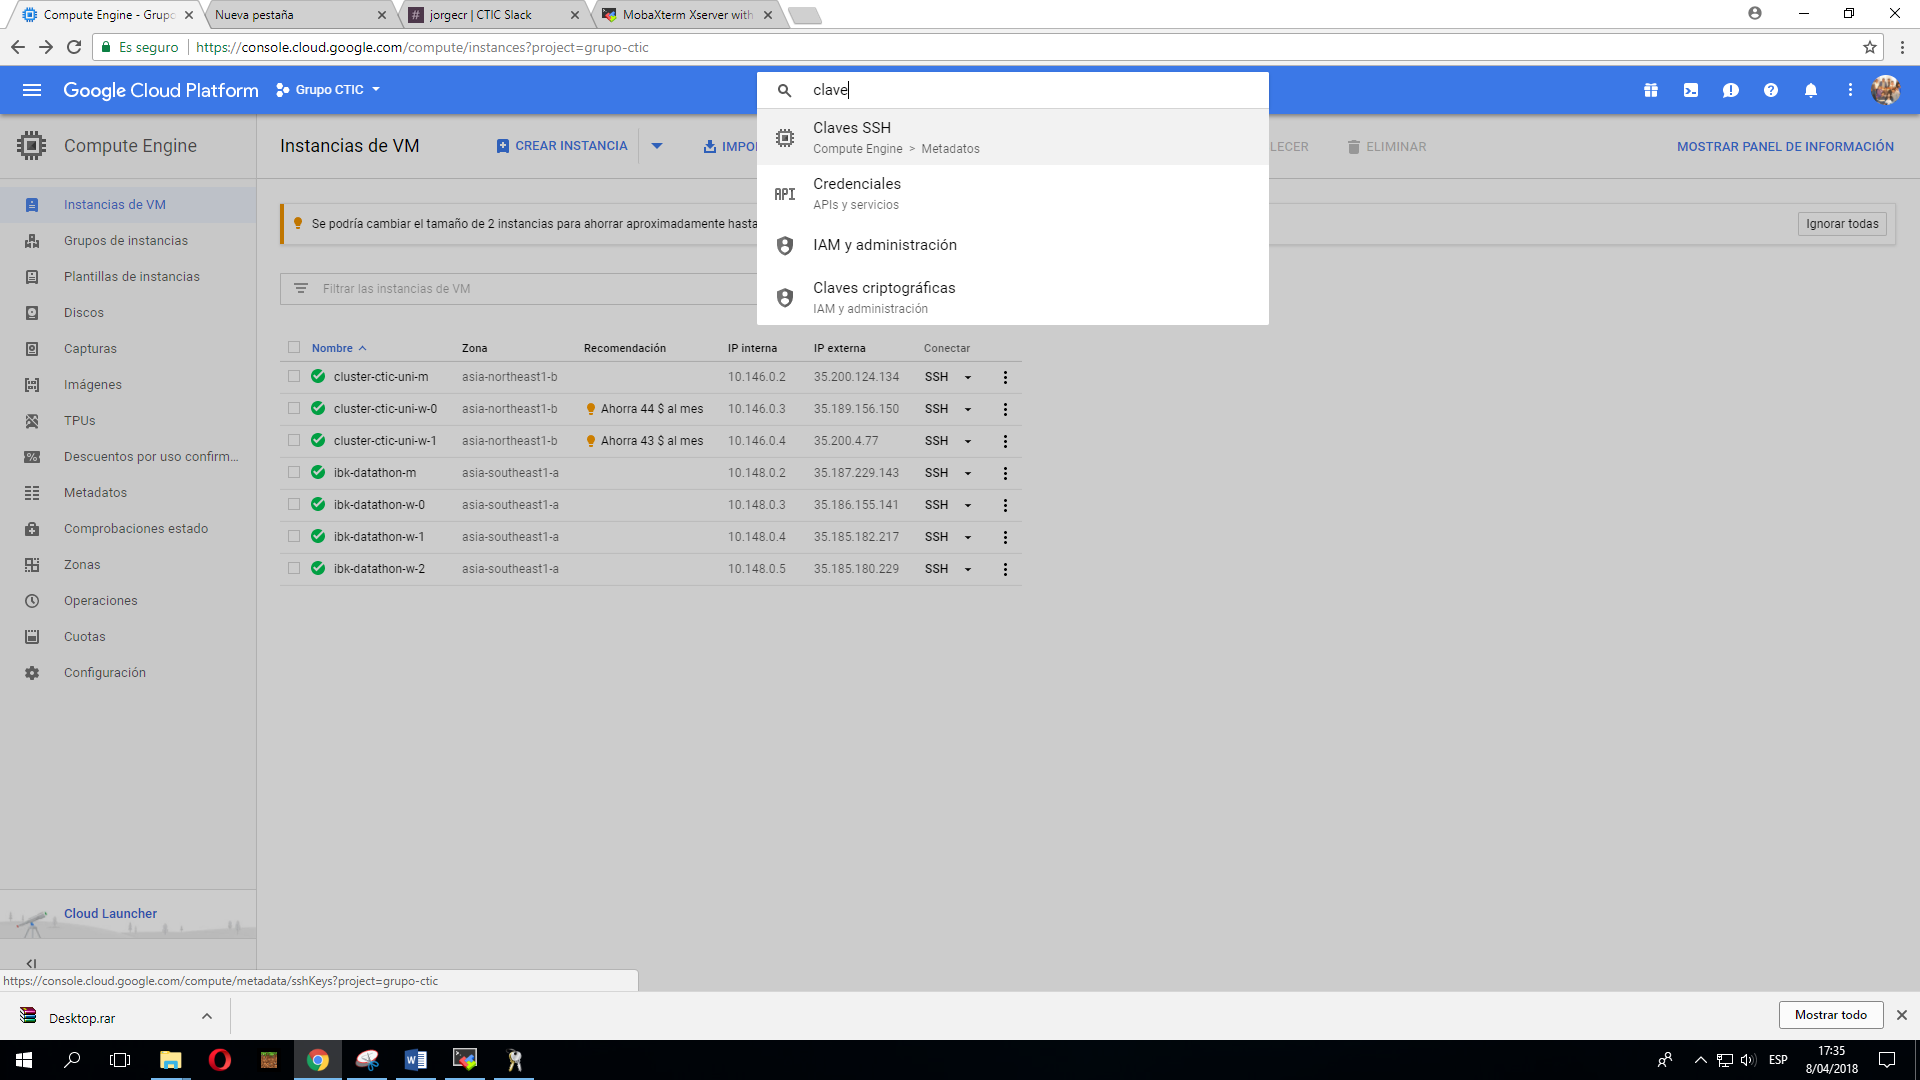 Compute Engine - Grupo
Nueva pestaña
jorgecr | CTIC Slack
MobaXterm Xserver with
Es seguro
https://console.cloud.google.com/compute/instances?project=grupo-ctic
Google Cloud Platform
Grupo CTIC
clave
Claves SSH
Compute Engine > Metadatos
Credenciales
APIs y servicios
API
IAM y administración
Claves criptográficas
IAM y administración
Compute Engine
Instancias de VM
CREAR INSTANCIA
IMPO
LECER
ELIMINAR
MOSTRAR PANEL DE INFORMACIÓN
Instancias de VM
Grupos de instancias
Plantillas de instancias
Discos
Capturas
Imágenes
TPUs
Descuentos por uso confirm...
Metadatos
Comprobaciones estado
Zonas
Operaciones
Cuotas
Configuración
Se podría cambiar el tamaño de 2 instancias para ahorrar aproximadamente hasta
Ignorar todas
Filtrar las instancias de VM
Nombre Zona Recomendación IP interna IP externa Conectar
cluster-ctic-uni-m asia-northeast1-b 10.146.0.2 35.200.124.134 SSH
cluster-ctic-uni-w-0 asia-northeast1-b Ahorra 44 $ al mes 10.146.0.3 35.189.156.150 SSH
cluster-ctic-uni-w-1 asia-northeast1-b Ahorra 43 $ al mes 10.146.0.4 35.200.4.77 SSH
ibk-datathon-m asia-southeast1-a 10.148.0.2 35.187.229.143 SSH
ibk-datathon-w-0 asia-southeast1-a 10.148.0.3 35.186.155.141 SSH
ibk-datathon-w-1 asia-southeast1-a 10.148.0.4 35.185.182.217 SSH
ibk-datathon-w-2 asia-southeast1-a 10.148.0.5 35.185.180.229 SSH
Cloud Launcher
https://console.cloud.google.com/compute/metadata/sshKeys?project=grupo-ctic
Desktop.rar
Mostrar todo
ESP
17:35
8/04/2018